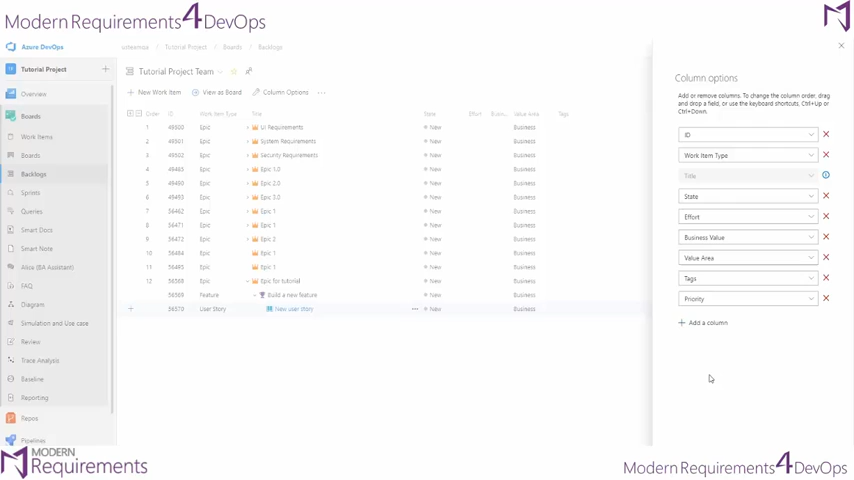 Modern Requirements4DevOps
Azure DevOps
Tutorial Project / Boards / Backlogs
Tutorial Project
Tutorial Project Team
New Work Item
View as Board
Column Options
Order ID Work Item Type Title State Effort Busin... Value Area Tags
1 49500 Epic UI Requirements New Business
2 49501 Epic System Requirements New Business
3 49502 Epic Security Requirements New Business
4 49485 Epic Epic 1.0 New Business
5 49490 Epic Epic 2.0 New Business
6 49493 Epic Epic 3.0 New Business
7 56462 Epic Epic 1 New Business
8 56471 Epic Epic 1 New Business
9 56472 Epic Epic 2 New Business
10 56484 Epic Epic 1 New Business
11 56495 Epic Epic 1 New Business
12 56568 Epic Epic for tutorial New Business
56569 Feature Build a new feature New Business
56570 User Story New user story New Business
Overview
Boards
Work Items
Boards
Backlogs
Sprints
Queries
Smart Docs
Smart Note
Alice (BA Assistant)
FAQ
Diagram
Simulation and Use case
Review
Trace Analysis
Baseline
Reporting
Repos
Pipelines
Column options
Add or remove columns. To change the column order, drag
and drop a field, or use the keyboard shortcuts, Ctrl+Up or
Ctrl+Down.
ID
Work Item Type
Title
State
Effort
Business Value
Value Area
Tags
Priority
Add a column
MODERN
Requirements
Modern Requirements4DevOps